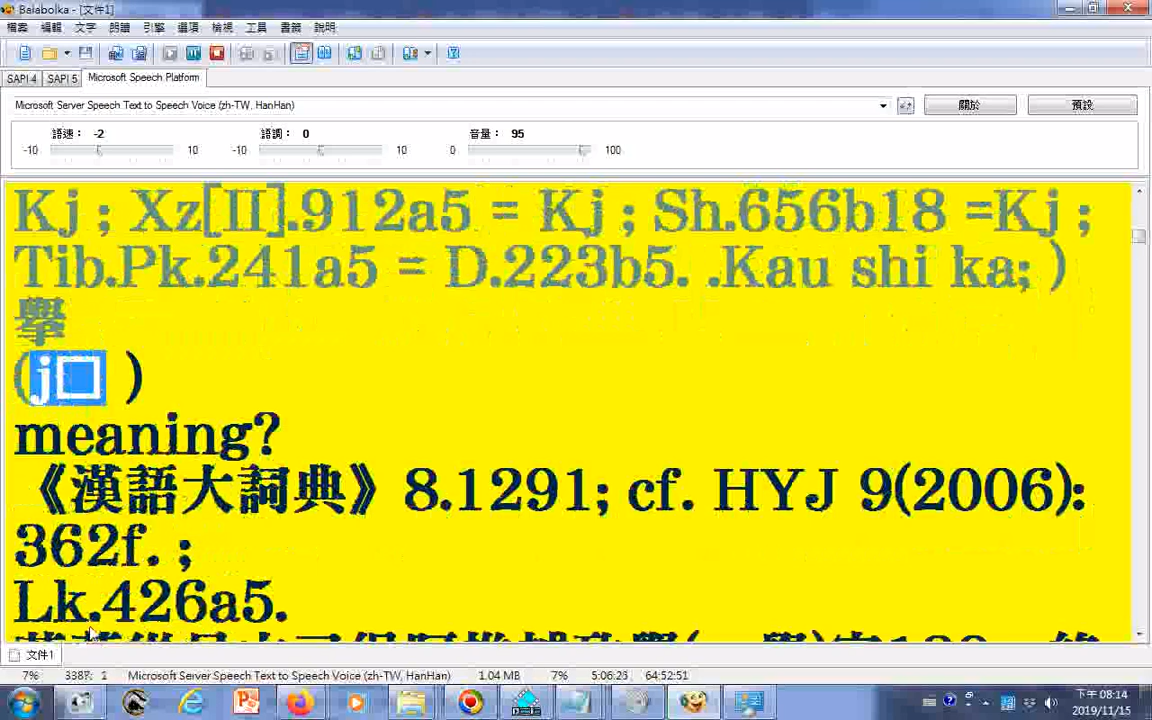 Balabolka - [文件1]
檔案 編輯 文字 朗讀 引擎 選項 檢視 工具 書籤 說明
SAPI 4 SAPI 5 Microsoft Speech Platform
Microsoft Server Speech Text to Speech Voice (zh-TW, HanHan) 關於 預設
語速： -2 語調： 0 音量： 95
-10 10 -10 10 0 100
Kj ; Xz[II].912a5 = Kj ; Sh.656b18 =Kj ;
Tib.Pk.241a5 = D.223b5. .Kau shi ka; )
舉
(j□ )
meaning?
《漢語大詞典》8.1291; cf. HYJ 9(2006):
362f. ;
Lk.426a5.
文件1
7% 338: 1 Microsoft Server Speech Text to Speech Voice (zh-TW, HanHan) 1.04 MB 7% 5:06:23 64:52:51
下午 08:14
2019/11/15